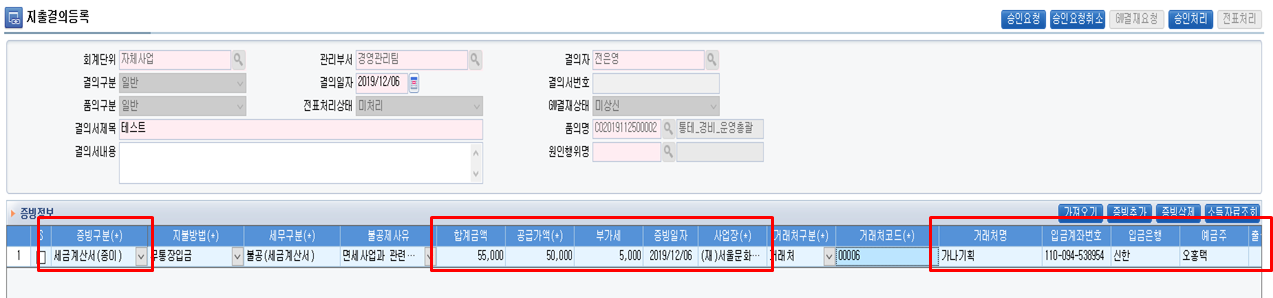 지출결의등록
승인요청 승인요청취소 GW결재요청 승인처리 전표처리
회계단위 자체사업 관리부서 경영관리팀 결의자 전은영
결의구분 일반 결의일자 2019/12/06 결의서번호
품의구분 일반 전표처리상태 미처리 GW결재상태 미상신
결의서제목 테스트 품의명 C02019112500002 통테_경비_운영총괄
결의서내용 원인행위명
증빙정보 가져오기 증빙추가 증빙삭제 소득자료조회
S 증빙구분(+) 지불방법(+) 세무구분(+) 불공제사유 합계금액 공급가액(+) 부가세 증빙일자 사업장(+) 거래처구분(+) 거래처코드(+) 거래처명 입금계좌번호 입금은행 예금주 출
1 세금계산서(종이) 무통장입금 불공(세금계산서) 면세사업과 관련… 55,000 50,000 5,000 2019/12/06 (재)서울문화… 거래처 00006 가나기획 110-094-538954 신한 오홍택